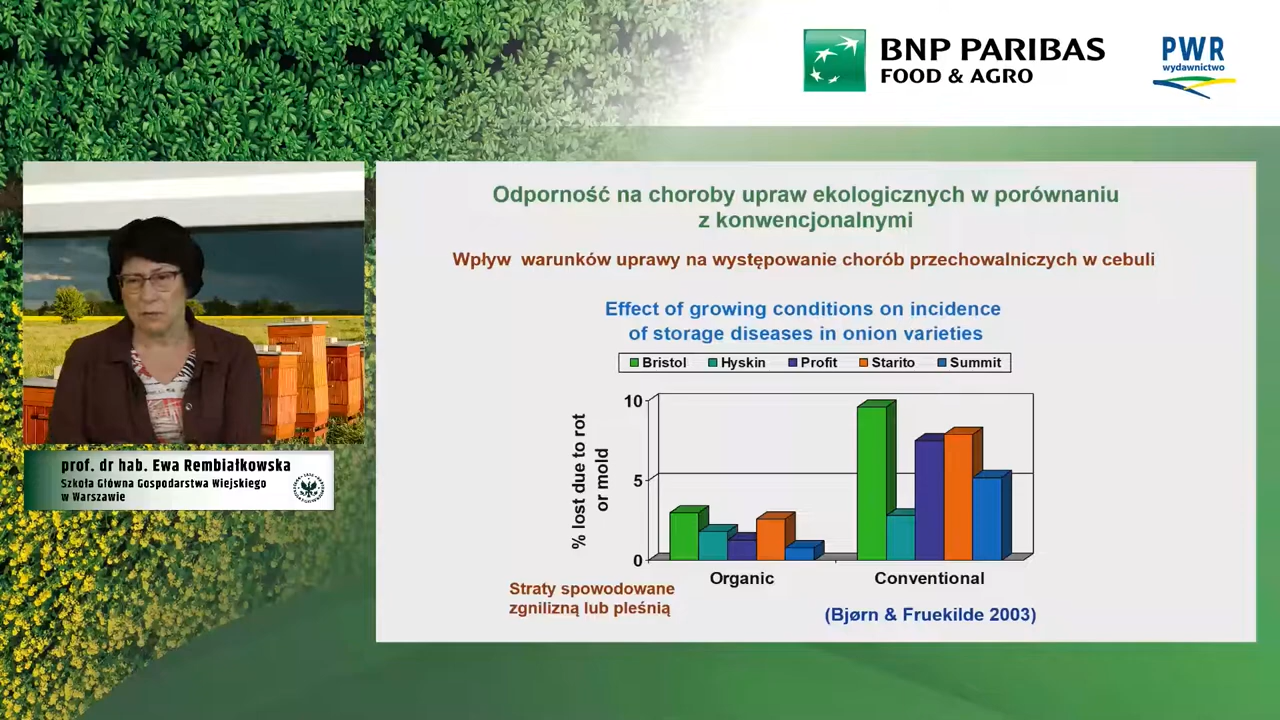 BNP PARIBAS
FOOD & AGRO
PWR
wydawnictwo
Odporność na choroby upraw ekologicznych w porównaniu
z konwencjonalnymi
Wpływ warunków uprawy na występowanie chorób przechowalniczych w cebuli
Effect of growing conditions on incidence
of storage diseases in onion varieties
Bristol Hyskin Profit Starito Summit
% lost due to rot
or mold
10
5
0
Organic Conventional
Straty spowodowane
zgnilizną lub pleśnią
(Bjørn & Fruekilde 2003)
prof. dr hab. Ewa Rembiałkowska
Szkoła Główna Gospodarstwa Wiejskiego
w Warszawie